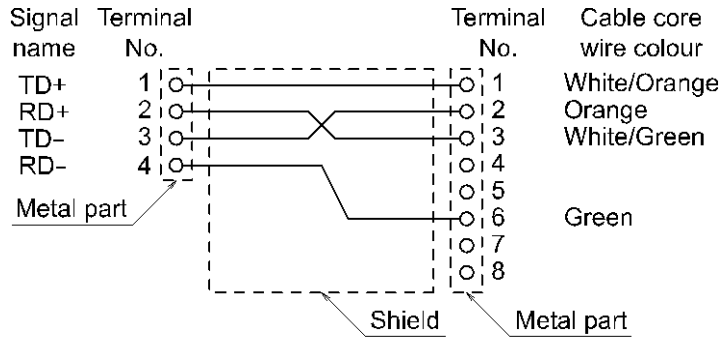 Signal Terminal Terminal Cable core
name No. No. wire colour
TD+ 1 1 White/Orange
RD+ 2 2 Orange
TD– 3 3 White/Green
RD– 4 4
5
Metal part
6 Green
7
8
Shield Metal part